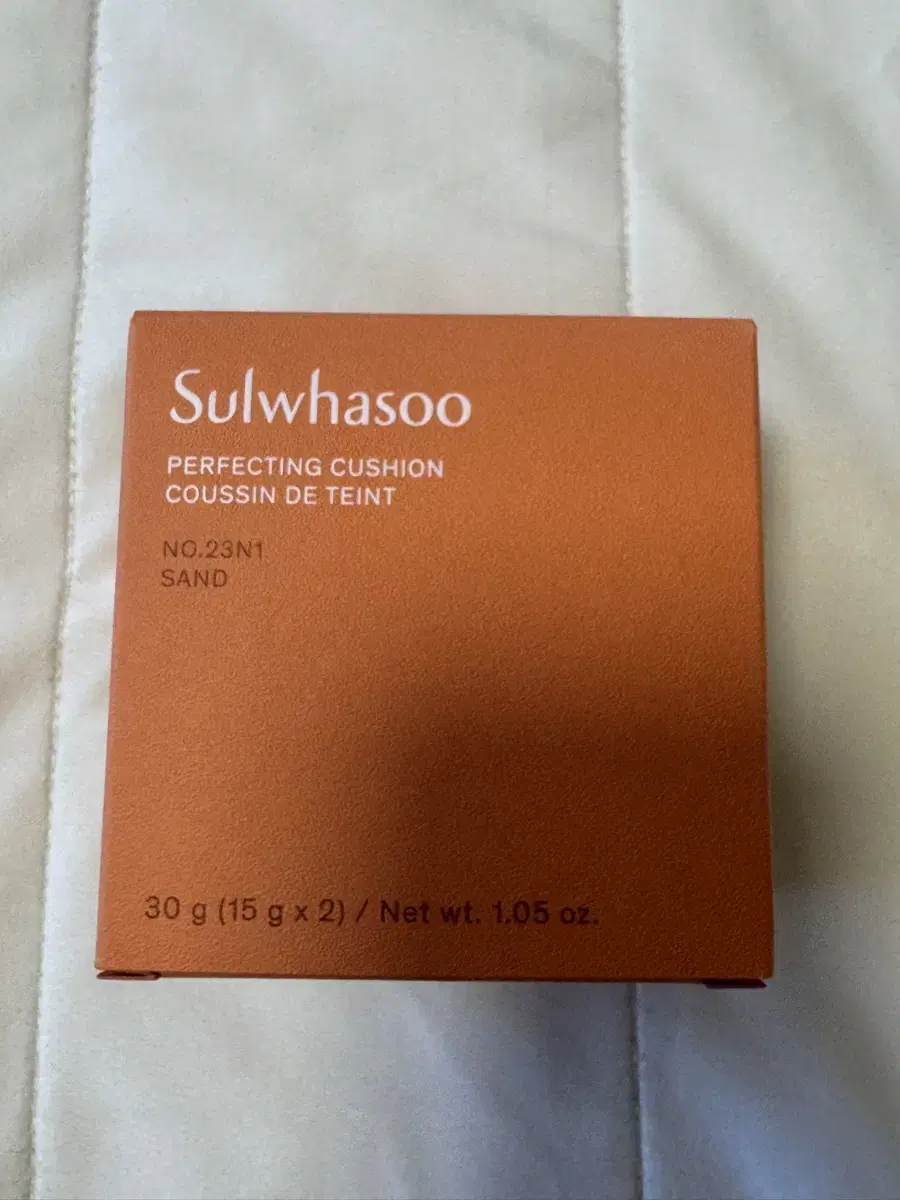 Sulwhasoo
PERFECTING CUSHION
COUSSIN DE TEINT
NO.23N1
SAND
30 g (15 g x 2) / Net wt. 1.05 oz.